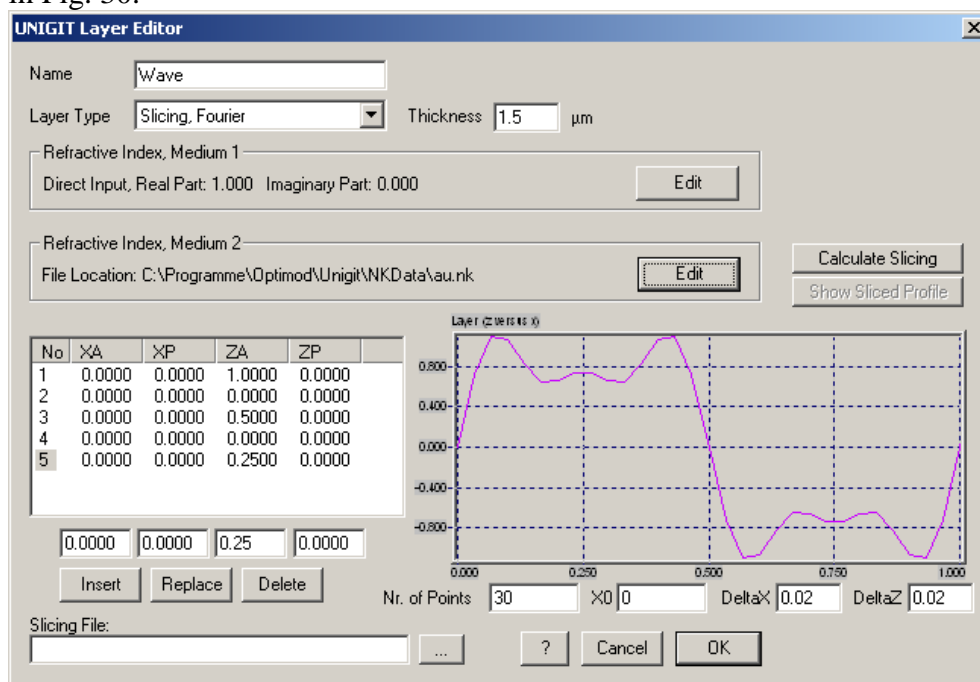 in Fig. 30.
UNIGIT Layer Editor
Name Wave
Layer Type Slicing, Fourier Thickness 1.5 µm
Refractive Index, Medium 1
Direct Input, Real Part: 1.000 Imaginary Part: 0.000 Edit
Refractive Index, Medium 2
File Location: C:\Programme\Optimod\Unigit\NKData\au.nk Edit
Calculate Slicing
Show Sliced Profile
Layer (z versus x)
No XA XP ZA ZP
1 0.0000 0.0000 1.0000 0.0000
2 0.0000 0.0000 0.0000 0.0000
3 0.0000 0.0000 0.5000 0.0000
4 0.0000 0.0000 0.0000 0.0000
5 0.0000 0.0000 0.2500 0.0000
0.0000 0.0000 0.25 0.0000
Insert Replace Delete
0.800
0.400
0.000
-0.400
-0.800
0.000 0.250 0.500 0.750 1.000
Nr. of Points 30 X0 0 DeltaX 0.02 DeltaZ 0.02
Slicing File:
... ? Cancel OK